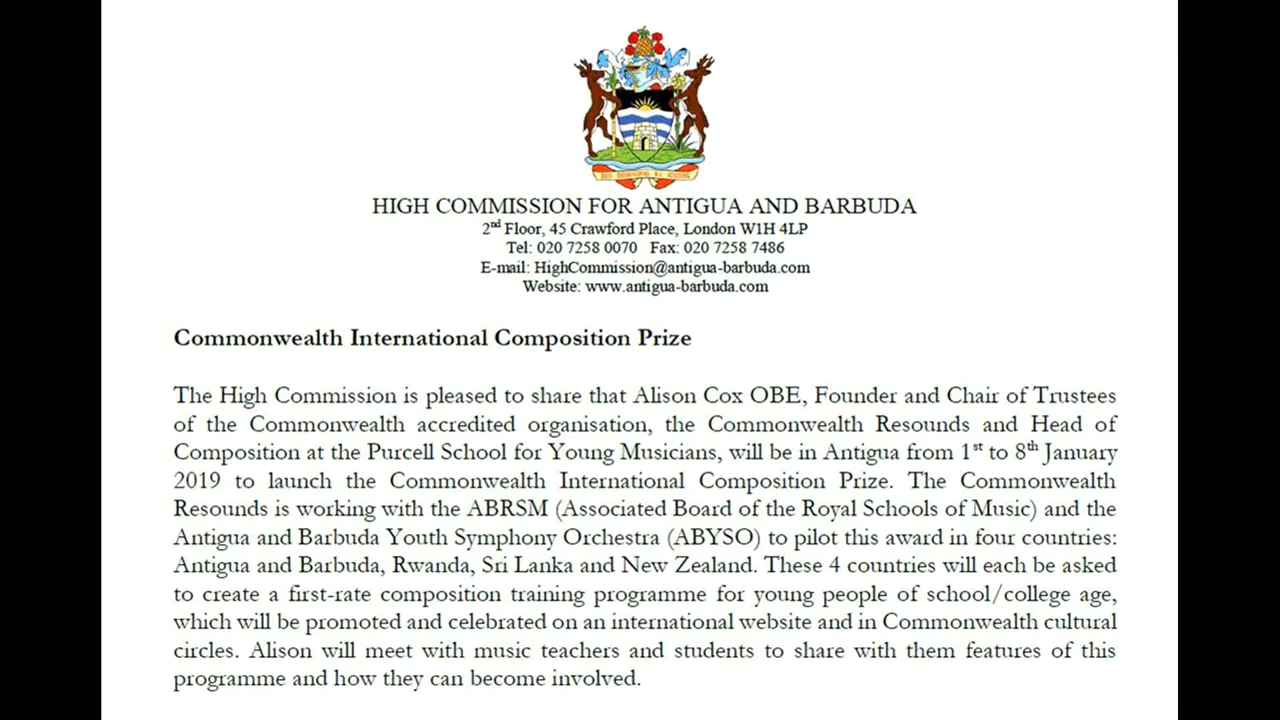 HIGH COMMISSION FOR ANTIGUA AND BARBUDA
2nd Floor, 45 Crawford Place, London W1H 4LP
Tel: 020 7258 0070 Fax: 020 7258 7486
E-mail: HighCommission@antigua-barbuda.com
Website: www.antigua-barbuda.com
Commonwealth International Composition Prize
The High Commission is pleased to share that Alison Cox OBE, Founder and Chair of Trustees
of the Commonwealth accredited organisation, the Commonwealth Resounds and Head of
Composition at the Purcell School for Young Musicians, will be in Antigua from 1st to 8th January
2019 to launch the Commonwealth International Composition Prize. The Commonwealth
Resounds is working with the ABRSM (Associated Board of the Royal Schools of Music) and the
Antigua and Barbuda Youth Symphony Orchestra (ABYSO) to pilot this award in four countries:
Antigua and Barbuda, Rwanda, Sri Lanka and New Zealand. These 4 countries will each be asked
to create a first-rate composition training programme for young people of school/college age,
which will be promoted and celebrated on an international website and in Commonwealth cultural
circles. Alison will meet with music teachers and students to share with them features of this
programme and how they can become involved.